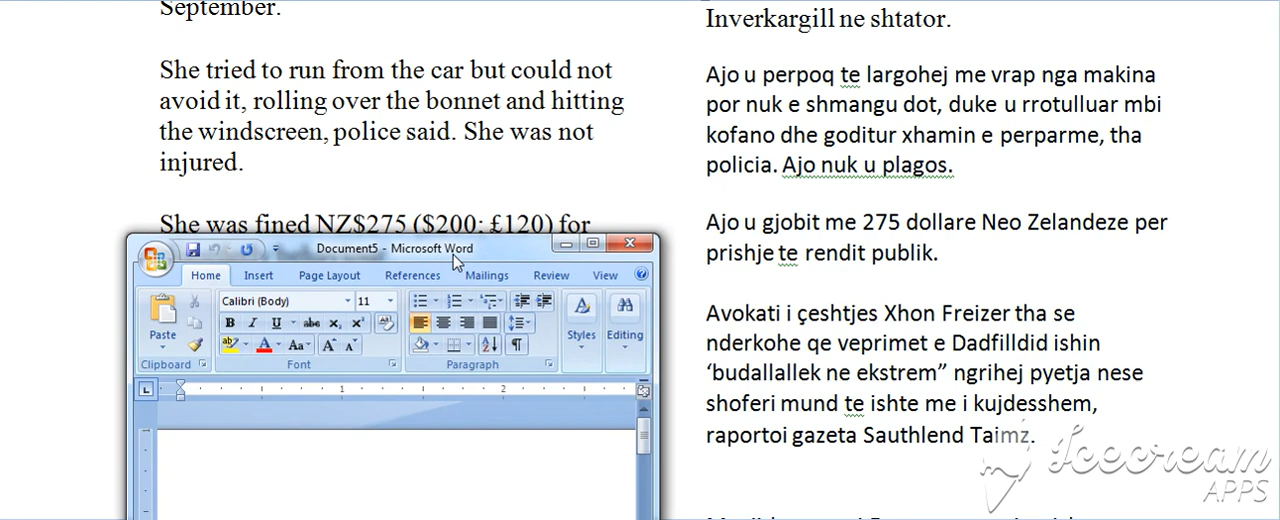 September.
She tried to run from the car but could not
avoid it, rolling over the bonnet and hitting
the windscreen, police said. She was not
injured.
She was fined NZ$275 ($200; £120) for
Document5 - Microsoft Word
Home Insert Page Layout References Mailings Review View
Calibri (Body) 11
Paste
Styles Editing
Clipboard Font Paragraph
1 2
Inverkargill ne shtator.
Ajo u perpoq te largohej me vrap nga makina
por nuk e shmangu dot, duke u rrotulluar mbi
kofano dhe goditur xhamin e perparme, tha
policia. Ajo nuk u plagos.
Ajo u gjobit me 275 dollare Neo Zelandeze per
prishje te rendit publik.
Avokati i çeshtjes Xhon Freizer tha se
nderkohe qe veprimet e Dadfilldid ishin
‘budallallek ne ekstrem” ngrihej pyetja nese
shoferi mund te ishte me i kujdesshem,
raportoi gazeta Sauthlend Taimz.
Icecream
APPS